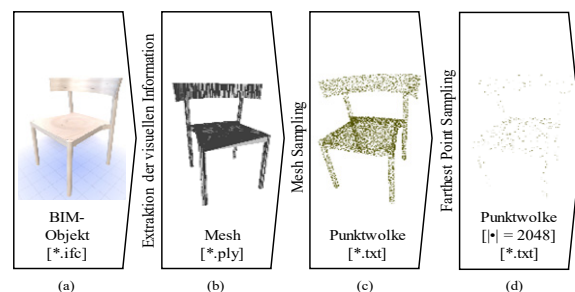 BIM-
Objekt
[*.ifc]
(a)
Extraktion der visuellen Information
Mesh
[*.ply]
(b)
Mesh Sampling
Punktwolke
[*.txt]
(c)
Farthest Point Sampling
Punktwolke
[|•| = 2048]
[*.txt]
(d)